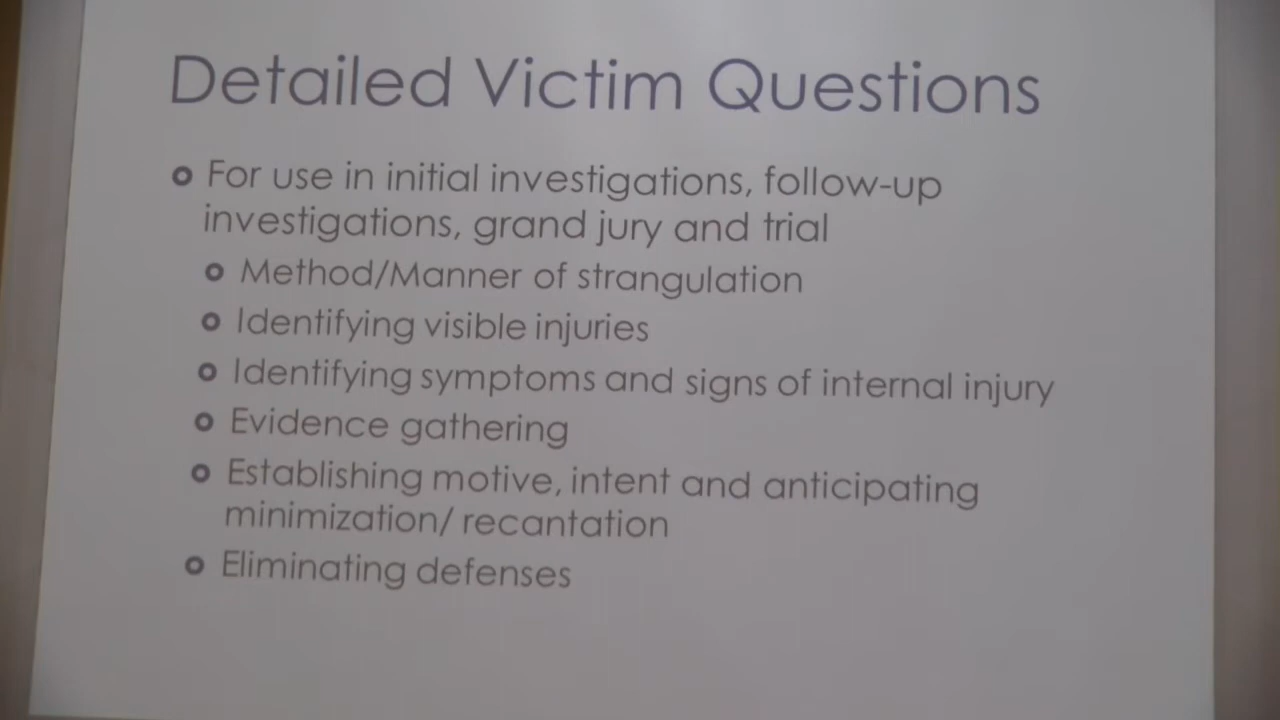 Detailed Victim Questions
For use in initial investigations, follow-up
investigations, grand jury and trial
Method/Manner of strangulation
Identifying visible injuries
Identifying symptoms and signs of internal injury
Evidence gathering
Establishing motive, intent and anticipating
minimization/ recantation
Eliminating defenses